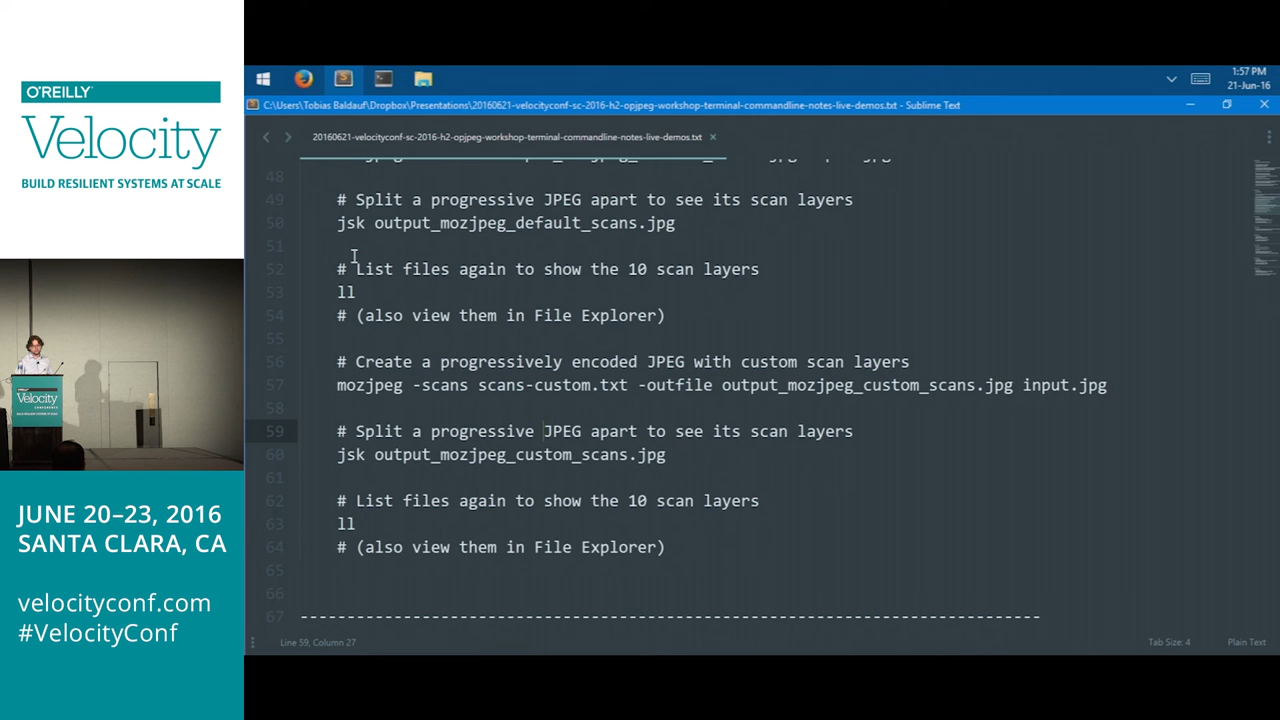 O'REILLY
Velocity
BUILD RESILIENT SYSTEMS AT SCALE
Velocity
CONFERENCE
JUNE 20–23, 2016
SANTA CLARA, CA
velocityconf.com
#VelocityConf
1:57 PM
21-Jun-16
C:\Users\Tobias Baldauf\Dropbox\Presentations\20160621-velocityconf-sc-2016-h2-opjpeg-workshop-terminal-commandline-notes-live-demos.txt - Sublime Text
20160621-velocityconf-sc-2016-h2-opjpeg-workshop-terminal-commandline-notes-live-demos.txt
48
49 # Split a progressive JPEG apart to see its scan layers
50 jsk output_mozjpeg_default_scans.jpg
51
52 # List files again to show the 10 scan layers
53 ll
54 # (also view them in File Explorer)
55
56 # Create a progressively encoded JPEG with custom scan layers
57 mozjpeg -scans scans-custom.txt -outfile output_mozjpeg_custom_scans.jpg input.jpg
58
59 # Split a progressive JPEG apart to see its scan layers
60 jsk output_mozjpeg_custom_scans.jpg
61
62 # List files again to show the 10 scan layers
63 ll
64 # (also view them in File Explorer)
65
66
67 ---------------------------------------------------------------------------
Line 59, Column 27
Tab Size: 4
Plain Text